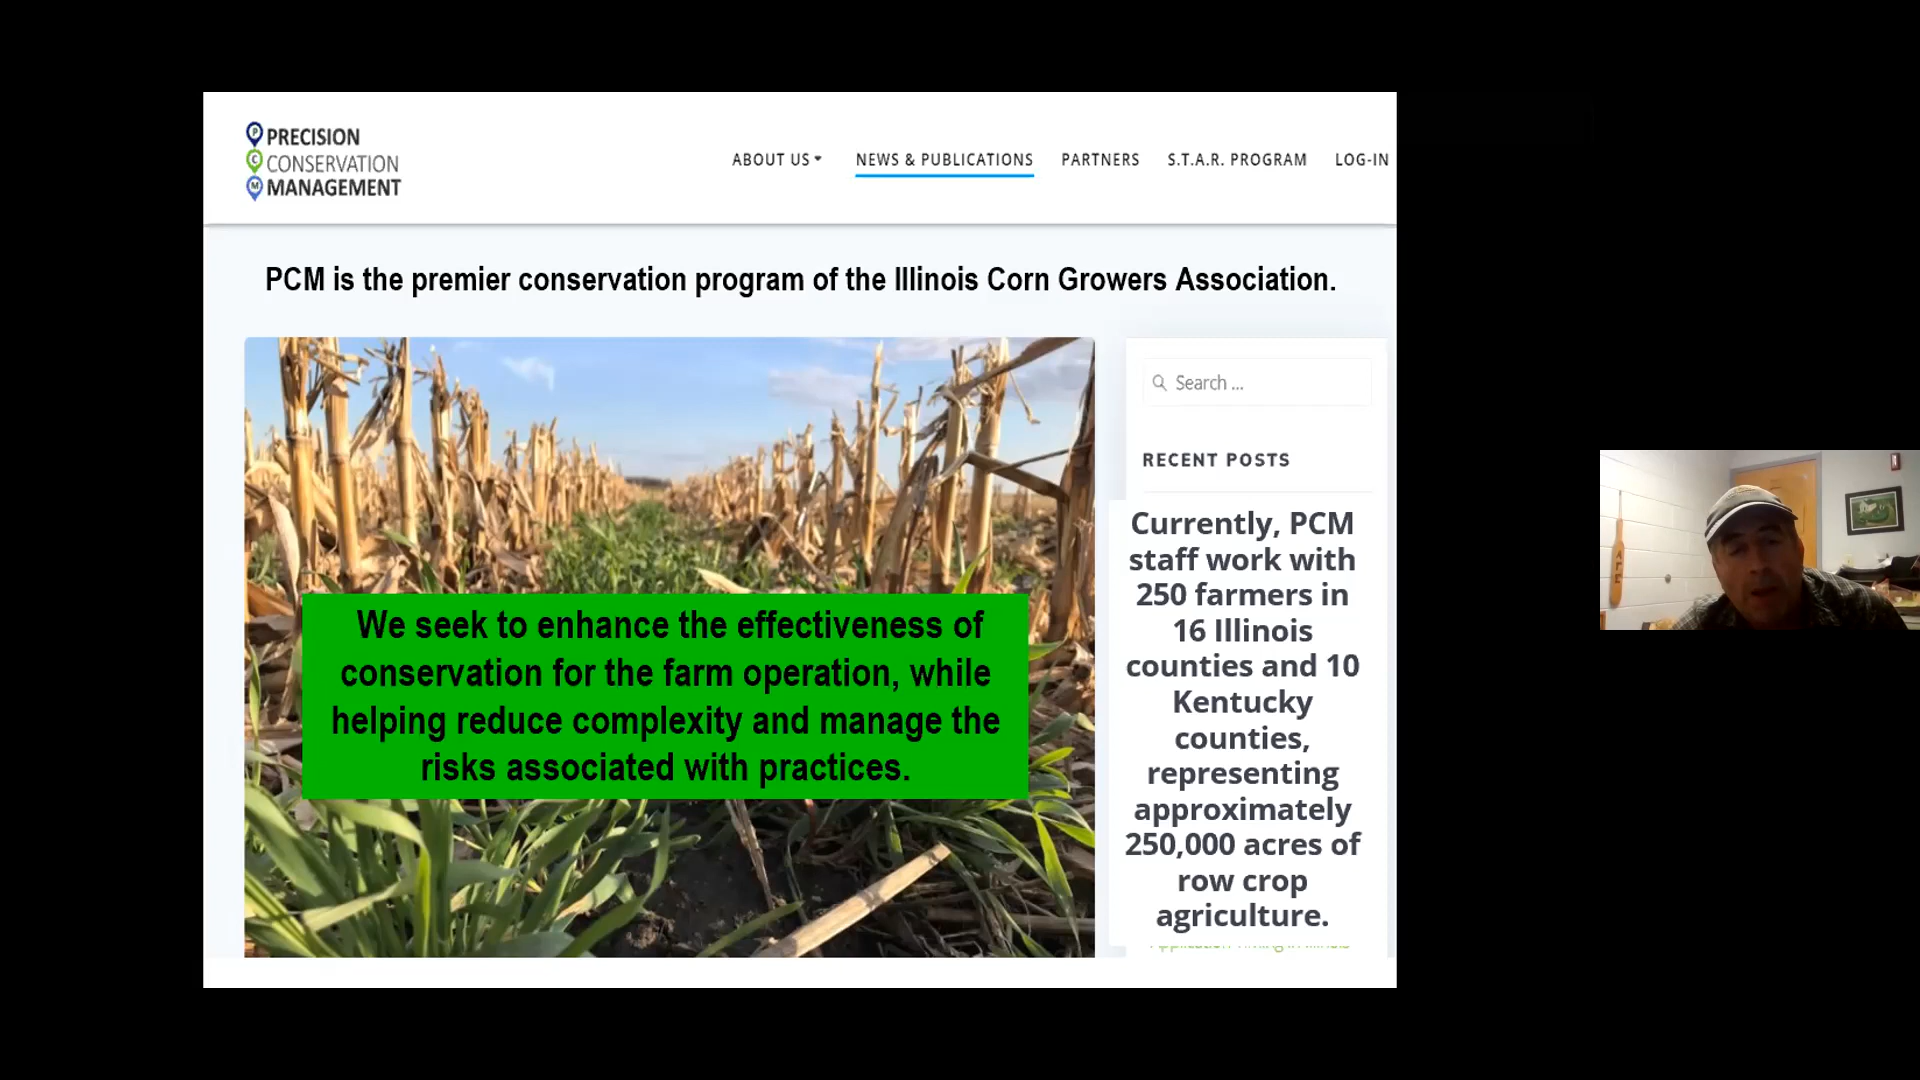 PRECISION
CONSERVATION
MANAGEMENT
ABOUT US
NEWS & PUBLICATIONS
PARTNERS
S.T.A.R. PROGRAM
LOG-IN
PCM is the premier conservation program of the Illinois Corn Growers Association.
We seek to enhance the effectiveness of
conservation for the farm operation, while
helping reduce complexity and manage the
risks associated with practices.
Search ...
RECENT POSTS
Currently, PCM
staff work with
250 farmers in
16 Illinois
counties and 10
Kentucky
counties,
representing
approximately
250,000 acres of
row crop
agriculture.